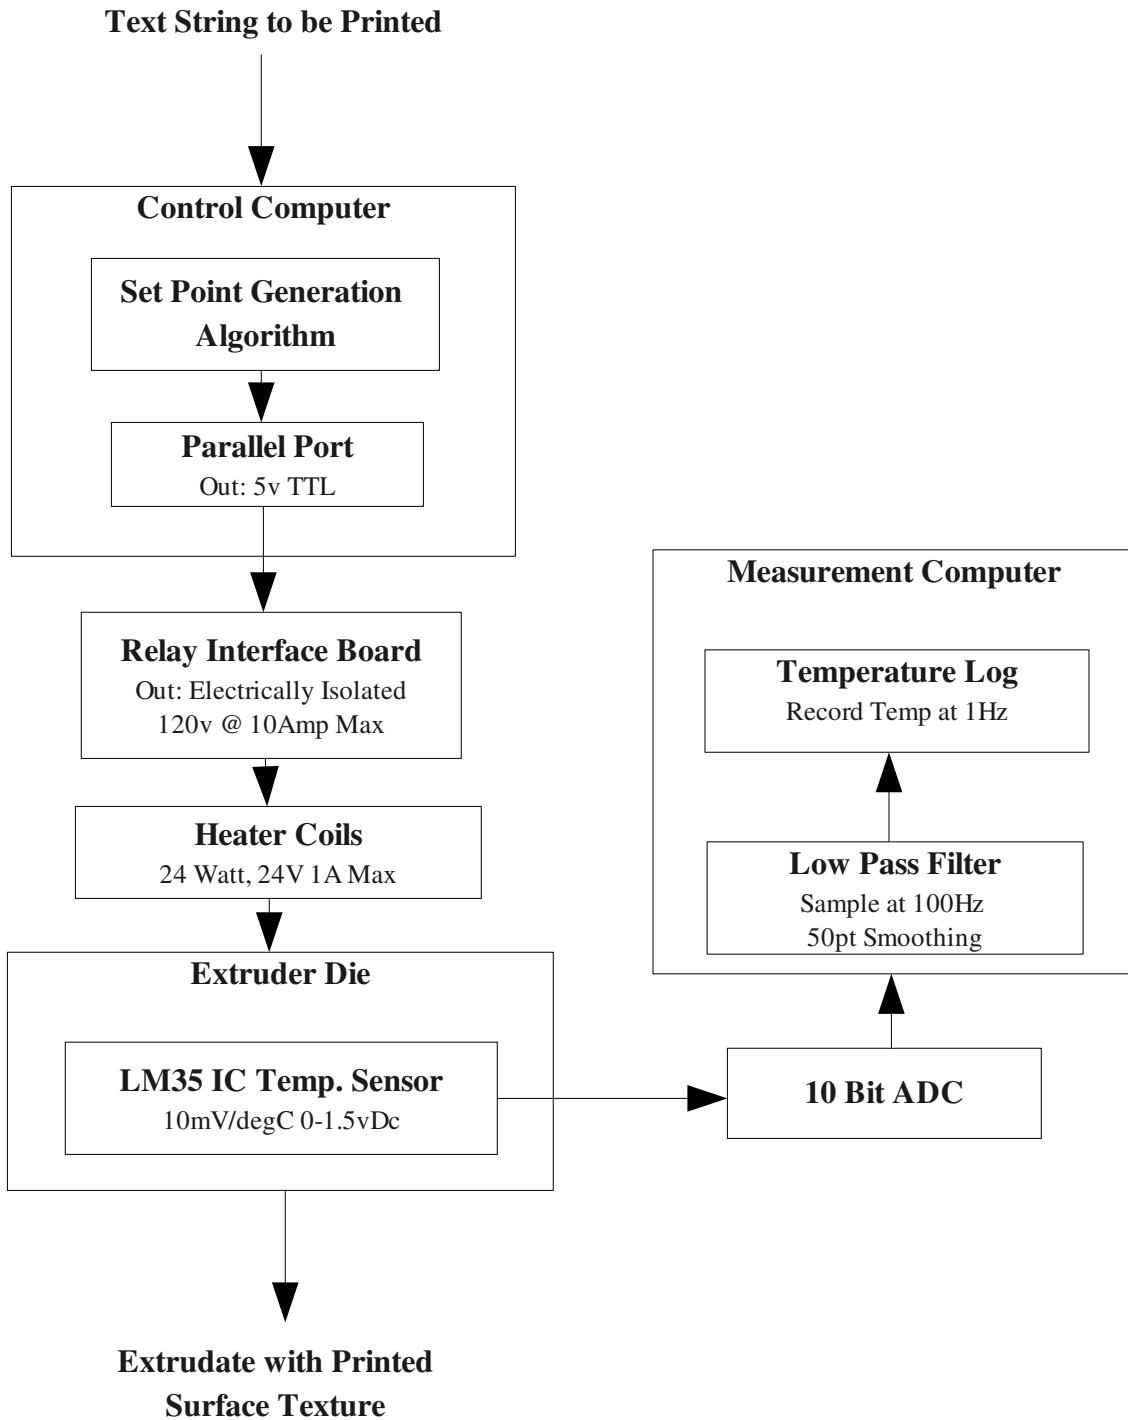 Text String to be Printed
Control Computer
Set Point Generation
Algorithm
Parallel Port
Out: 5v TTL
Relay Interface Board
Out: Electrically Isolated
120v @ 10Amp Max
Heater Coils
24 Watt, 24V 1A Max
Extruder Die
LM35 IC Temp. Sensor
10mV/degC 0-1.5vDc
Extrudate with Printed
Surface Texture
Measurement Computer
Temperature Log
Record Temp at 1Hz
Low Pass Filter
Sample at 100Hz
50pt Smoothing
10 Bit ADC